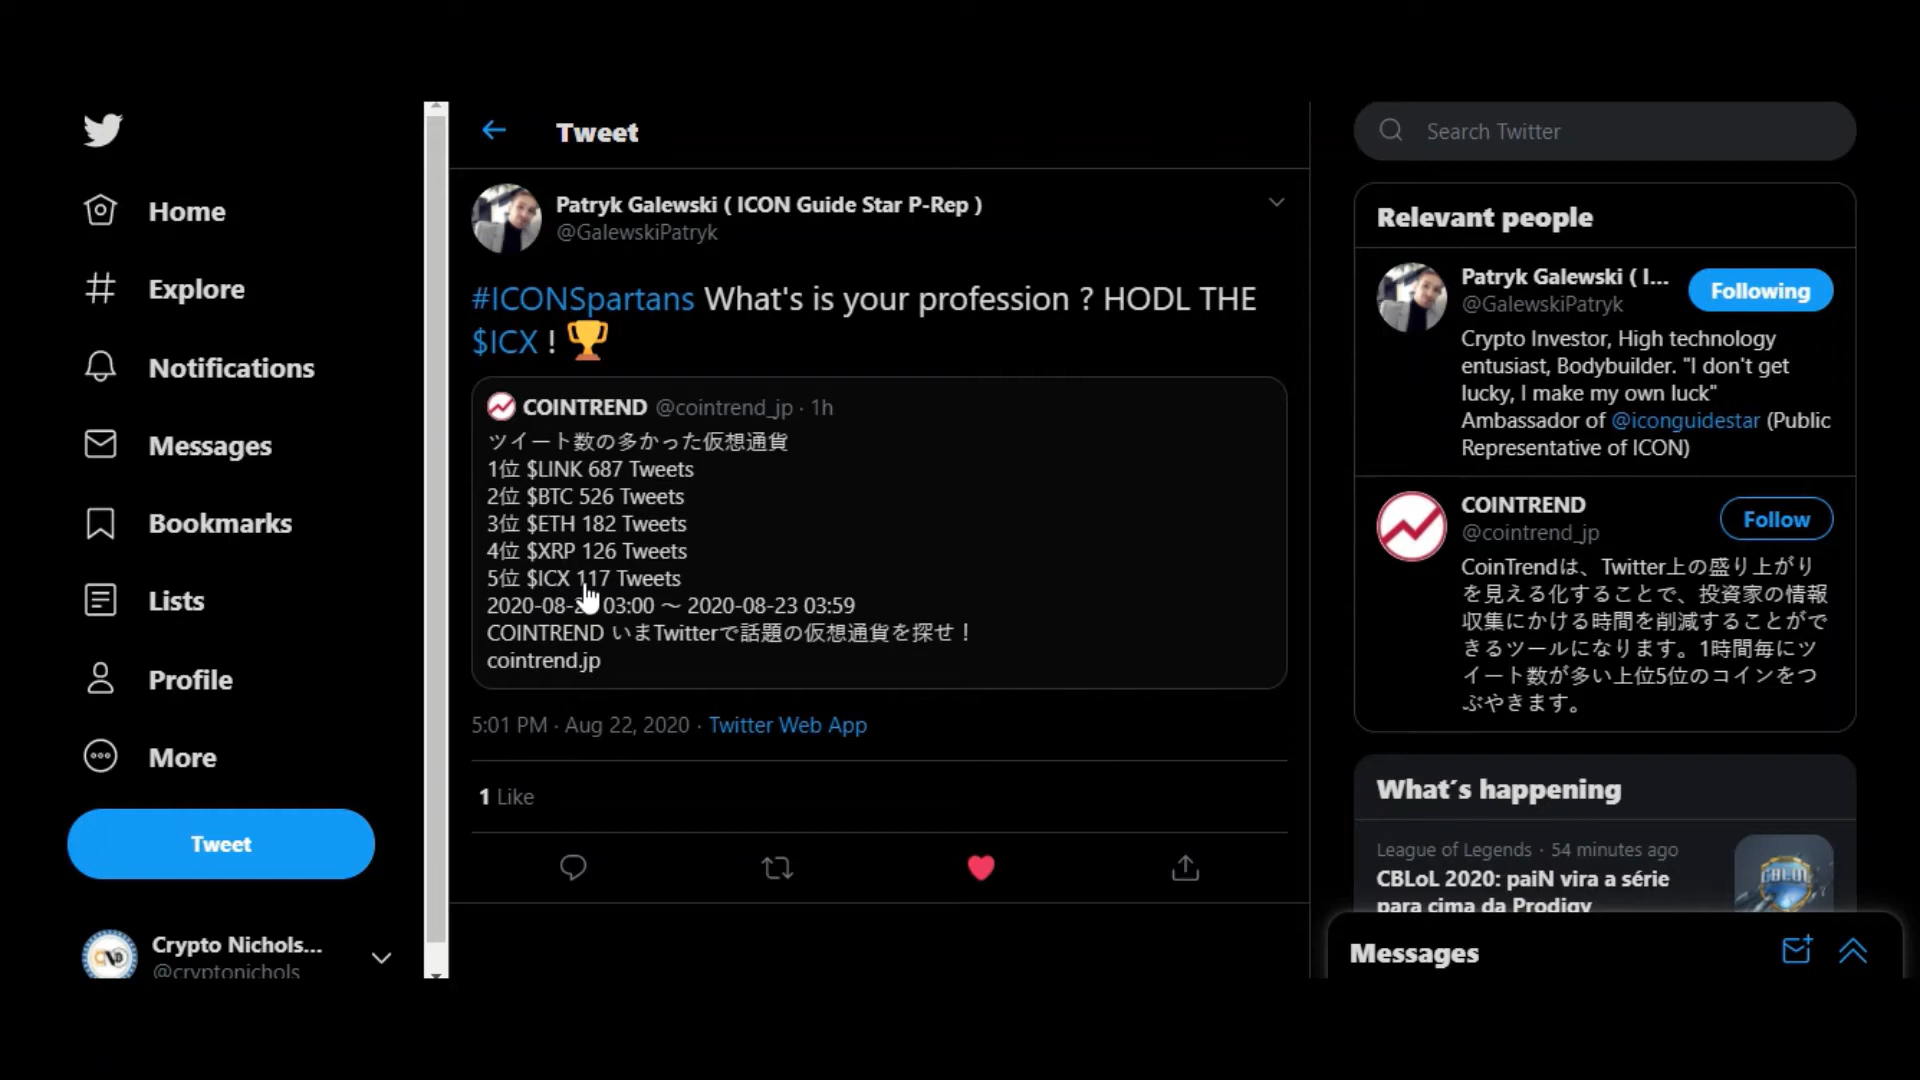 Home
Explore
Notifications
Messages
Bookmarks
Lists
Profile
More
Tweet
Crypto Nichols...
@cryptonichols
Tweet
Patryk Galewski ( ICON Guide Star P-Rep )
@GalewskiPatryk
#ICONSpartans What's is your profession ? HODL THE
$ICX ! 🏆
COINTREND @cointrend_jp · 1h
ツイート数の多かった仮想通貨
1位 $LINK 687 Tweets
2位 $BTC 526 Tweets
3位 $ETH 182 Tweets
4位 $XRP 126 Tweets
5位 $ICX 117 Tweets
03:00 ~ 2020-08-23 03:59
COINTREND いまTwitterで話題の仮想通貨を探せ！
cointrend.jp
5:01 PM · Aug 22, 2020 · Twitter Web App
1 Like
Search Twitter
Relevant people
Patryk Galewski ( I...
@GalewskiPatryk
Following
Crypto Investor, High technology
entusiast, Bodybuilder. "I don't get
lucky, I make my own luck"
Ambassador of @iconguidestar (Public
Representative of ICON)
COINTREND
@cointrend_jp
Follow
CoinTrendは、Twitter上の盛り上がり
を見える化することで、投資家の情報
収集にかける時間を削減することがで
きるツールになります。1時間毎にツ
イート数が多い上位5位のコインをつ
ぶやきます。
What´s happening
League of Legends · 54 minutes ago
CBLoL 2020: paiN vira a série
para cima da Prodigy
CBLOL
Messages